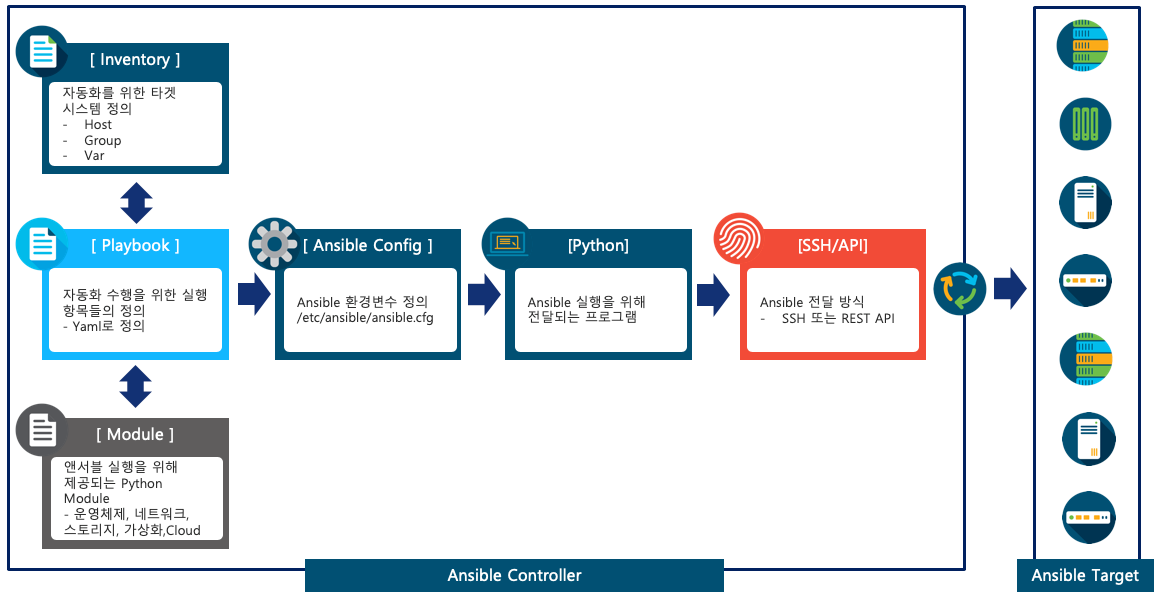 [ Inventory ]
자동화를 위한 타겟
시스템 정의
- Host
- Group
- Var
[ Playbook ]
자동화 수행을 위한 실행
항목들의 정의
- Yaml로 정의
[ Module ]
앤서블 실행을 위해
제공되는 Python
Module
- 운영체제, 네트워크,
스토리지, 가상화,Cloud
[ Ansible Config ]
Ansible 환경변수 정의
/etc/ansible/ansible.cfg
[Python]
Ansible 실행을 위해
전달되는 프로그램
[SSH/API]
Ansible 전달 방식
- SSH 또는 REST API
Ansible Controller
Ansible Target